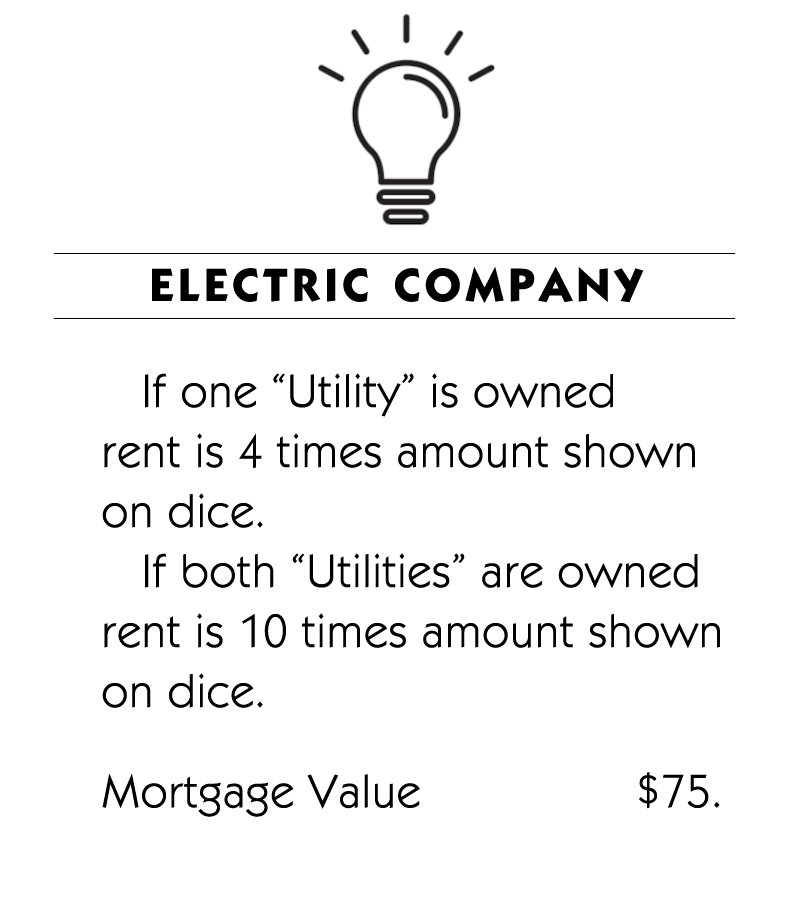 ELECTRIC COMPANY
If one “Utility” is owned
rent is 4 times amount shown
on dice.
If both “Utilities” are owned
rent is 10 times amount shown
on dice.
Mortgage Value $75.